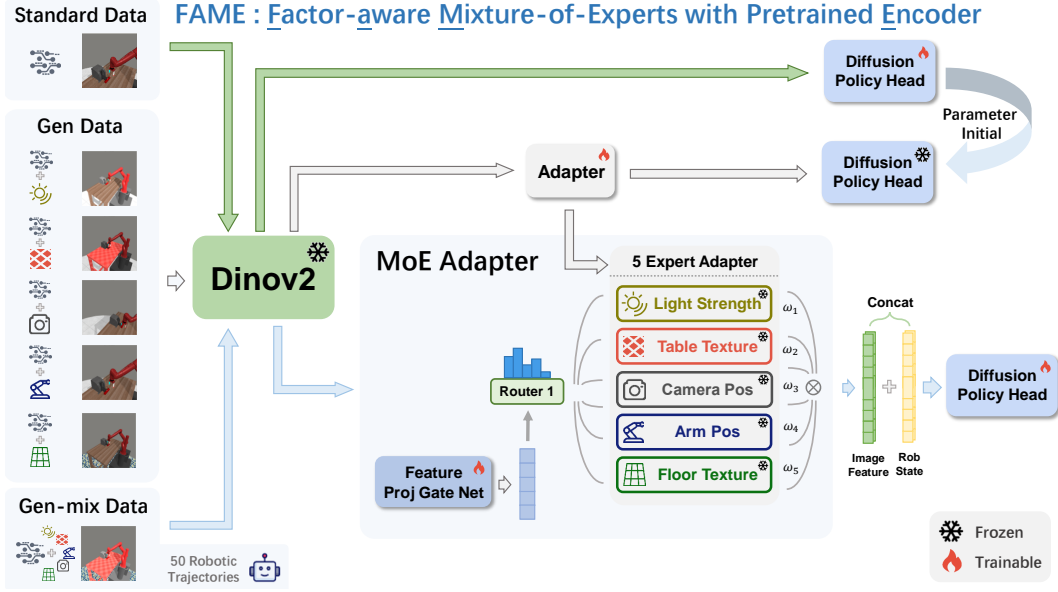 FAME : Factor-aware Mixture-of-Experts with Pretrained Encoder
Standard Data
Gen Data
Gen-mix Data
50 Robotic
Trajectories
Dinov2
Adapter
Diffusion
Policy Head
Parameter
Initial
Diffusion
Policy Head
MoE Adapter
5 Expert Adapter
Light Strength
Table Texture
Camera Pos
Arm Pos
Floor Texture
Router 1
Feature
Proj Gate Net
ω1
ω2
ω3
ω4
ω5
Concat
Image
Feature
Rob
State
Diffusion
Policy Head
Frozen
Trainable